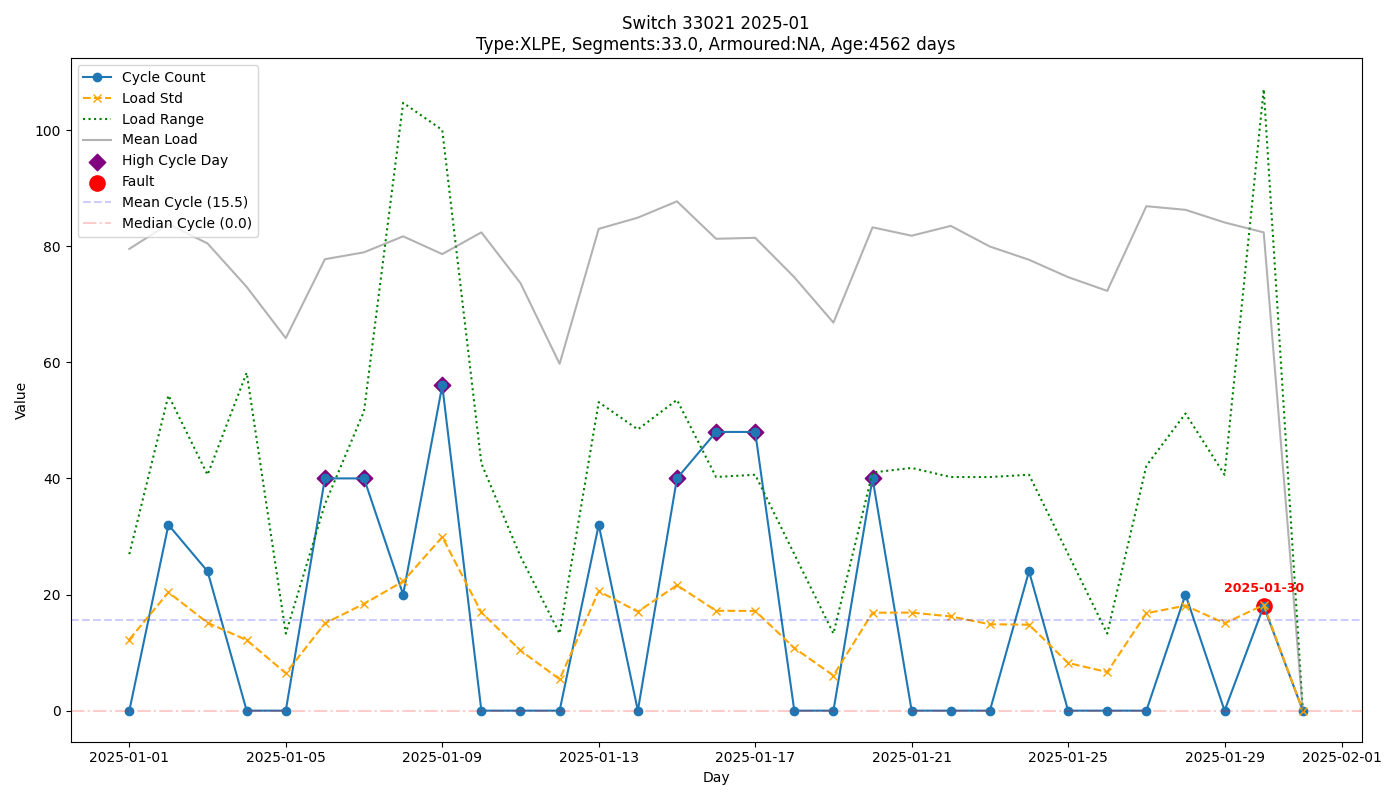 Switch 33021 2025-01
Type:XLPE, Segments:33.0, Armoured:NA, Age:4562 days
Cycle Count
Load Std
Load Range
Mean Load
High Cycle Day
Fault
Mean Cycle (15.5)
Median Cycle (0.0)
100
80
60
40
20
0
Value
2025-01-30
2025-01-01
2025-01-05
2025-01-09
2025-01-13
2025-01-17
2025-01-21
2025-01-25
2025-01-29
2025-02-01
Day